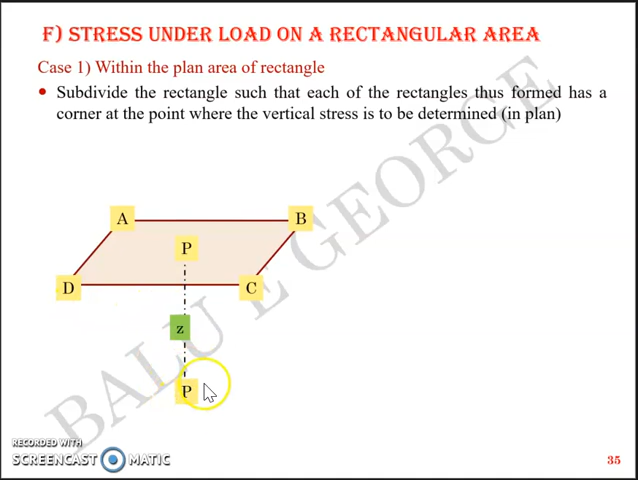 F) STRESS UNDER LOAD ON A RECTANGULAR AREA
Case 1) Within the plan area of rectangle
• Subdivide the rectangle such that each of the rectangles thus formed has a
corner at the point where the vertical stress is to be determined (in plan)
BALU E GEORGE
A
B
P
D
C
z
P
RECORDED WITH
SCREENCAST MATIC
35